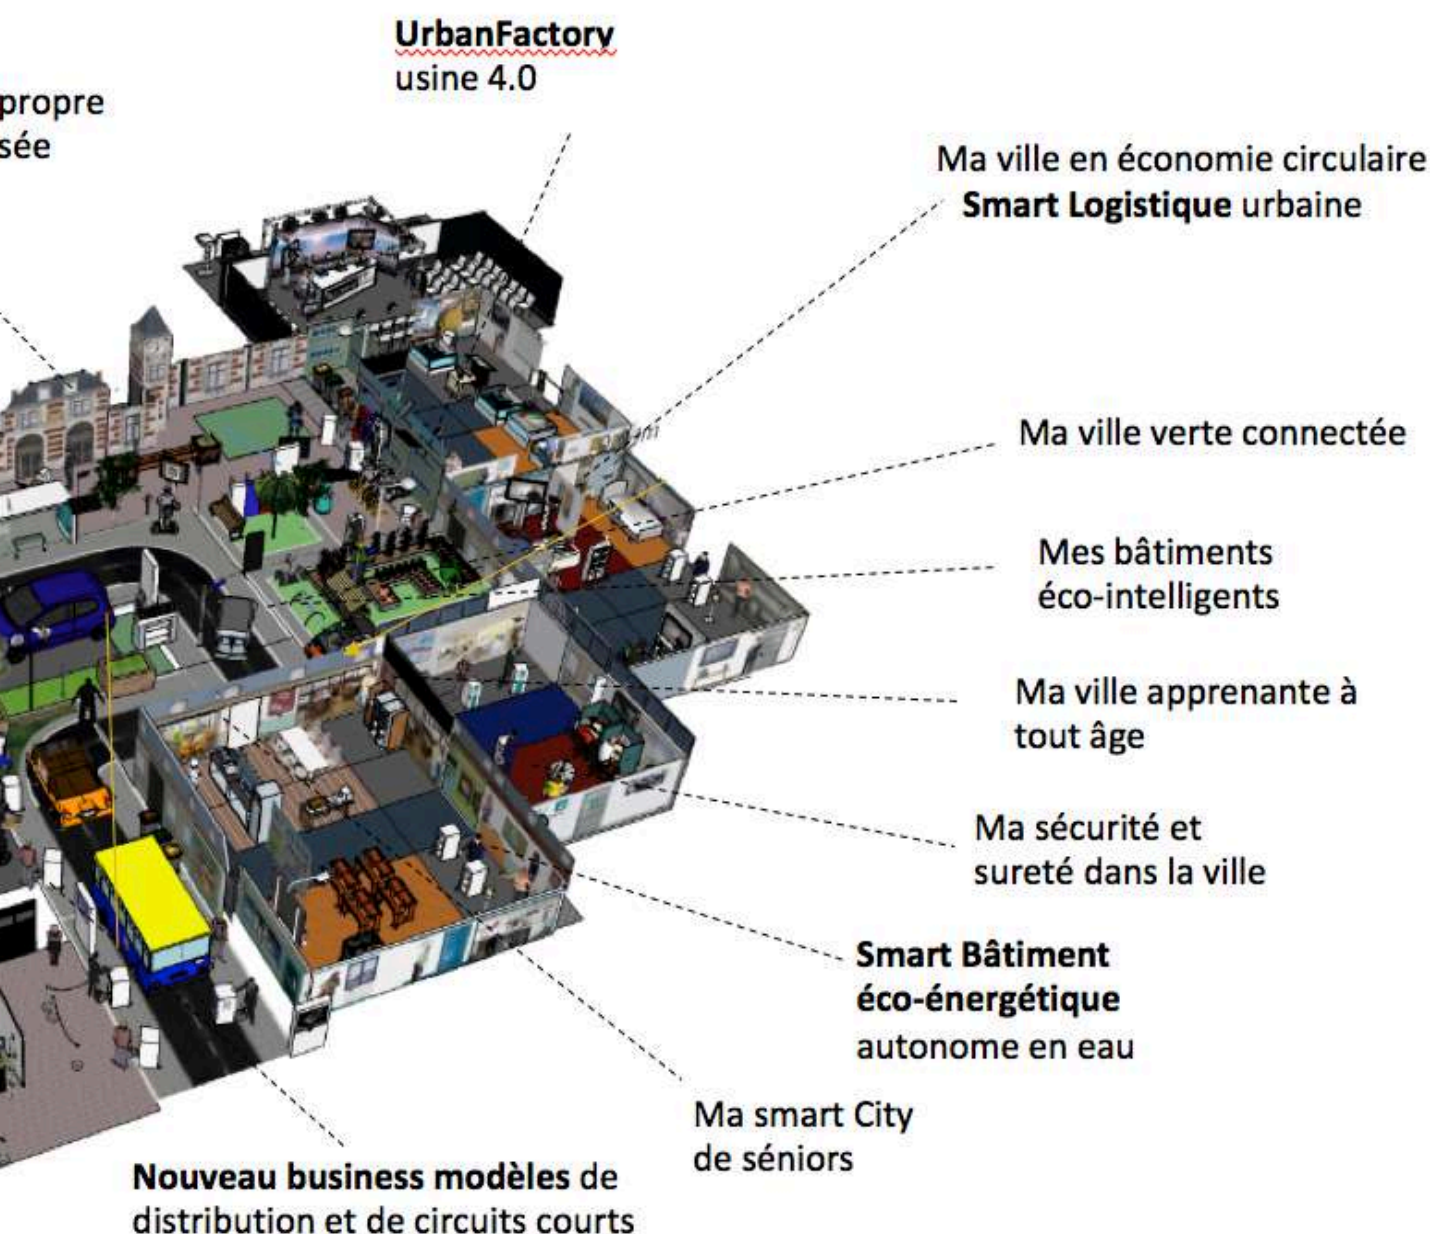 UrbanFactory
usine 4.0
propre
sée
Ma ville en économie circulaire
Smart Logistique urbaine
Ma ville verte connectée
Mes bâtiments
éco-intelligents
Ma ville apprenante à
tout âge
Ma sécurité et
sureté dans la ville
Smart Bâtiment
éco-énergétique
autonome en eau
Ma smart City
de séniors
Nouveau business modèles de
distribution et de circuits courts